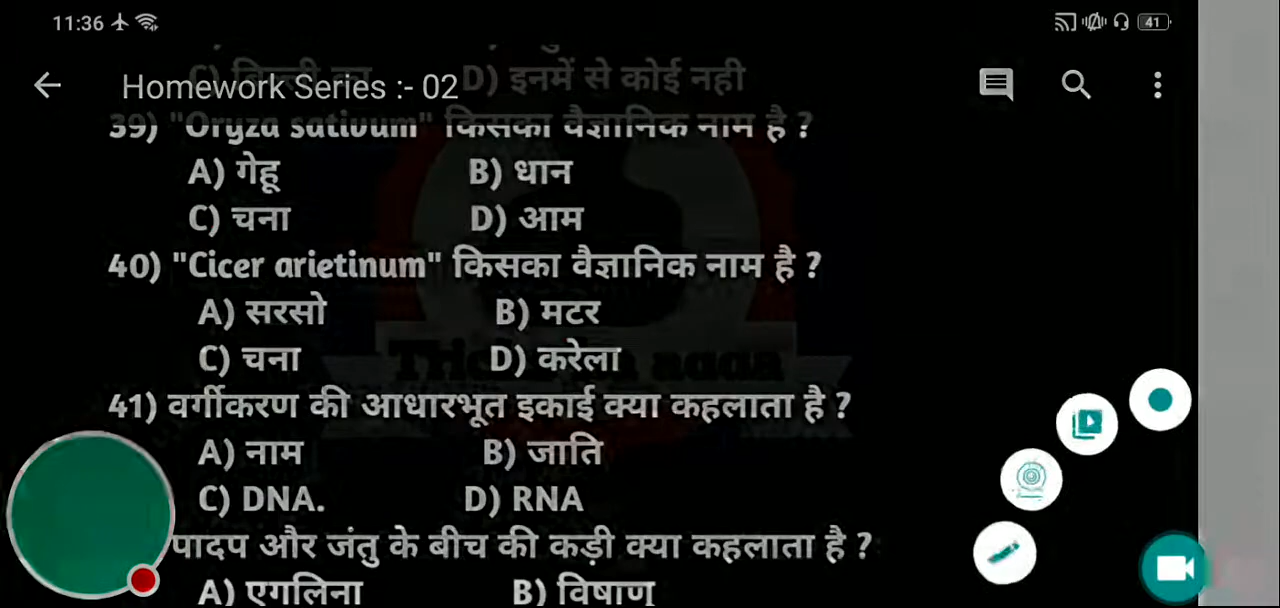 11:36 41
C) बिल्ली का D) इनमें से कोई नही
Homework Series :- 02
39) "Oryza sativum" किसका वैज्ञानिक नाम है ?
A) गेहू B) धान
C) चना D) आम
40) "Cicer arietinum" किसका वैज्ञानिक नाम है ?
A) सरसो B) मटर
C) चना D) करेला
41) वर्गीकरण की आधारभूत इकाई क्या कहलाता है ?
A) नाम B) जाति
C) DNA. D) RNA
पादप और जंतु के बीच की कड़ी क्या कहलाता है ?
A) एगलिना B) विषाणु